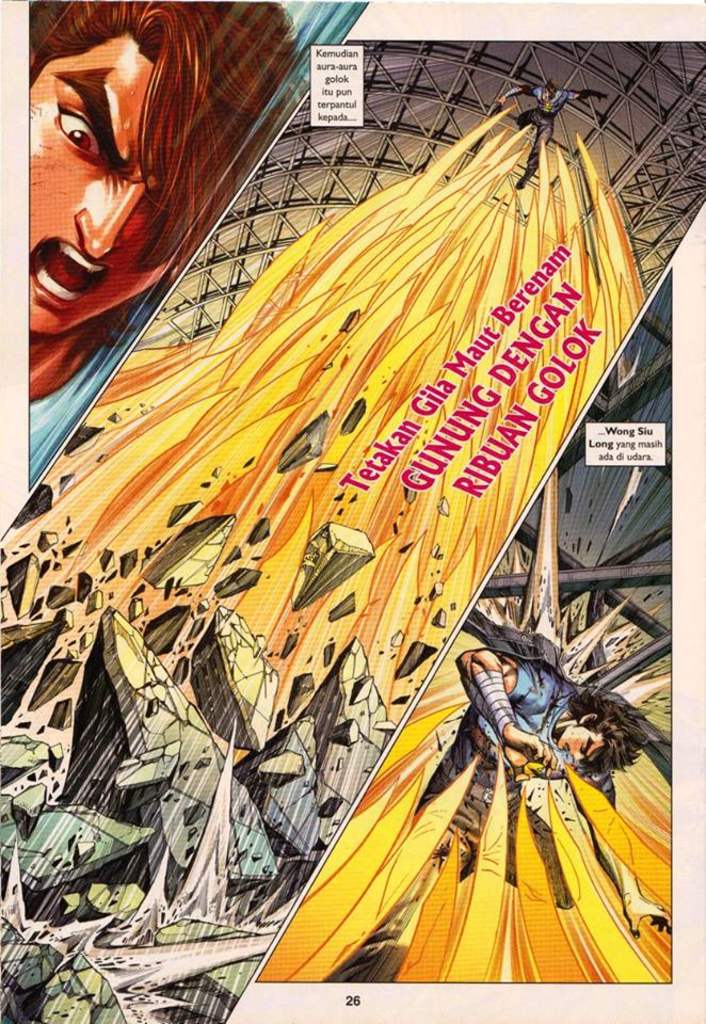 Kemudian
aura-aura
golok
itu pun
terpantul
kepada....
Tetakan Gila Maut Berenam
GUNUNG DENGAN
RIBUAN GOLOK
...Wong Siu
Long yang masih
ada di udara.
26